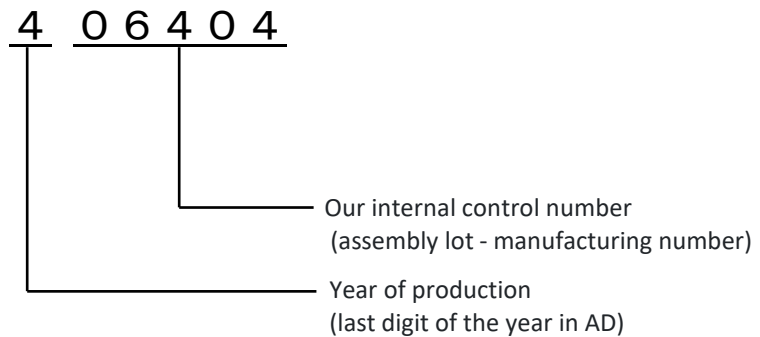 4 06404
Our internal control number
(assembly lot - manufacturing number)
Year of production
(last digit of the year in AD)